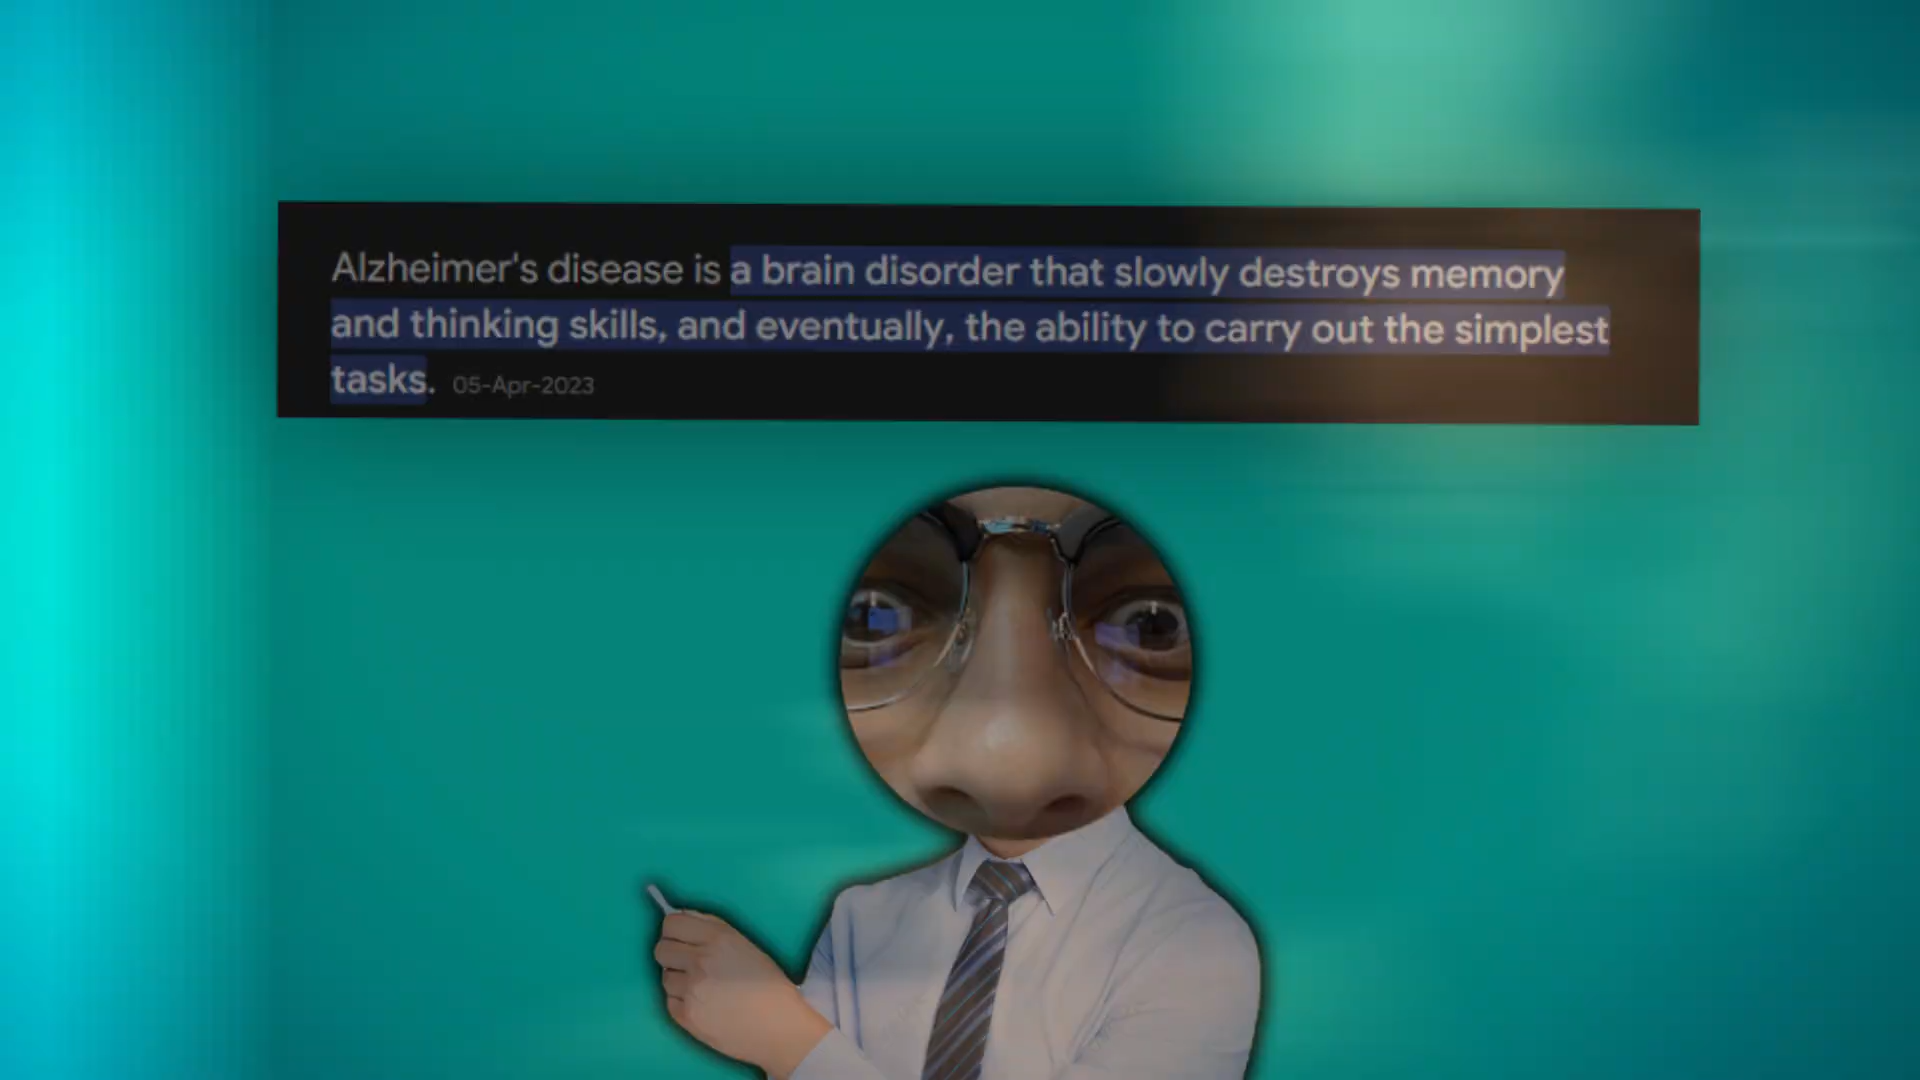 Alzheimer's disease is a brain disorder that slowly destroys memory
and thinking skills, and eventually, the ability to carry out the simplest
tasks. 05-Apr-2023